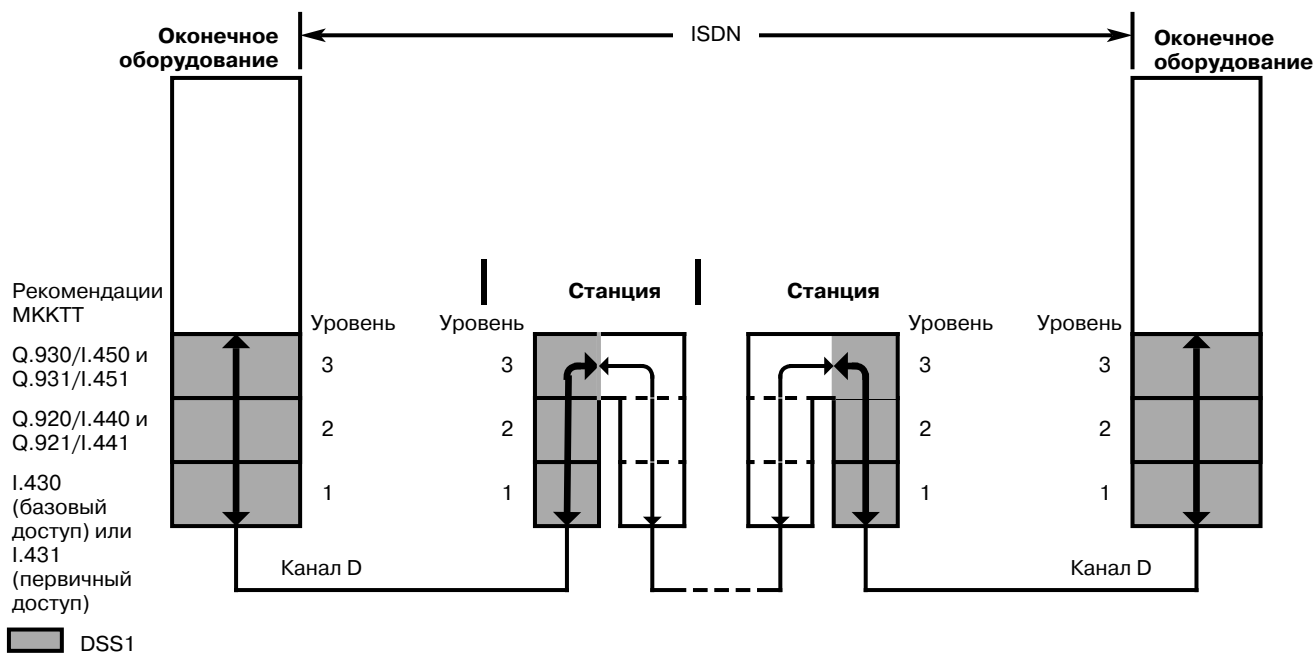 Оконечное
оборудование
ISDN
Оконечное
оборудование
Рекомендации
МККТТ
Станция
Станция
Уровень
Уровень
Уровень
Уровень
Q.930/I.450 и
Q.931/I.451
3
3
3
3
Q.920/I.440 и
Q.921/I.441
2
2
2
2
I.430
(базовый
доступ) или
I.431
(первичный
доступ)
1
1
1
1
Канал D
Канал D
DSS1